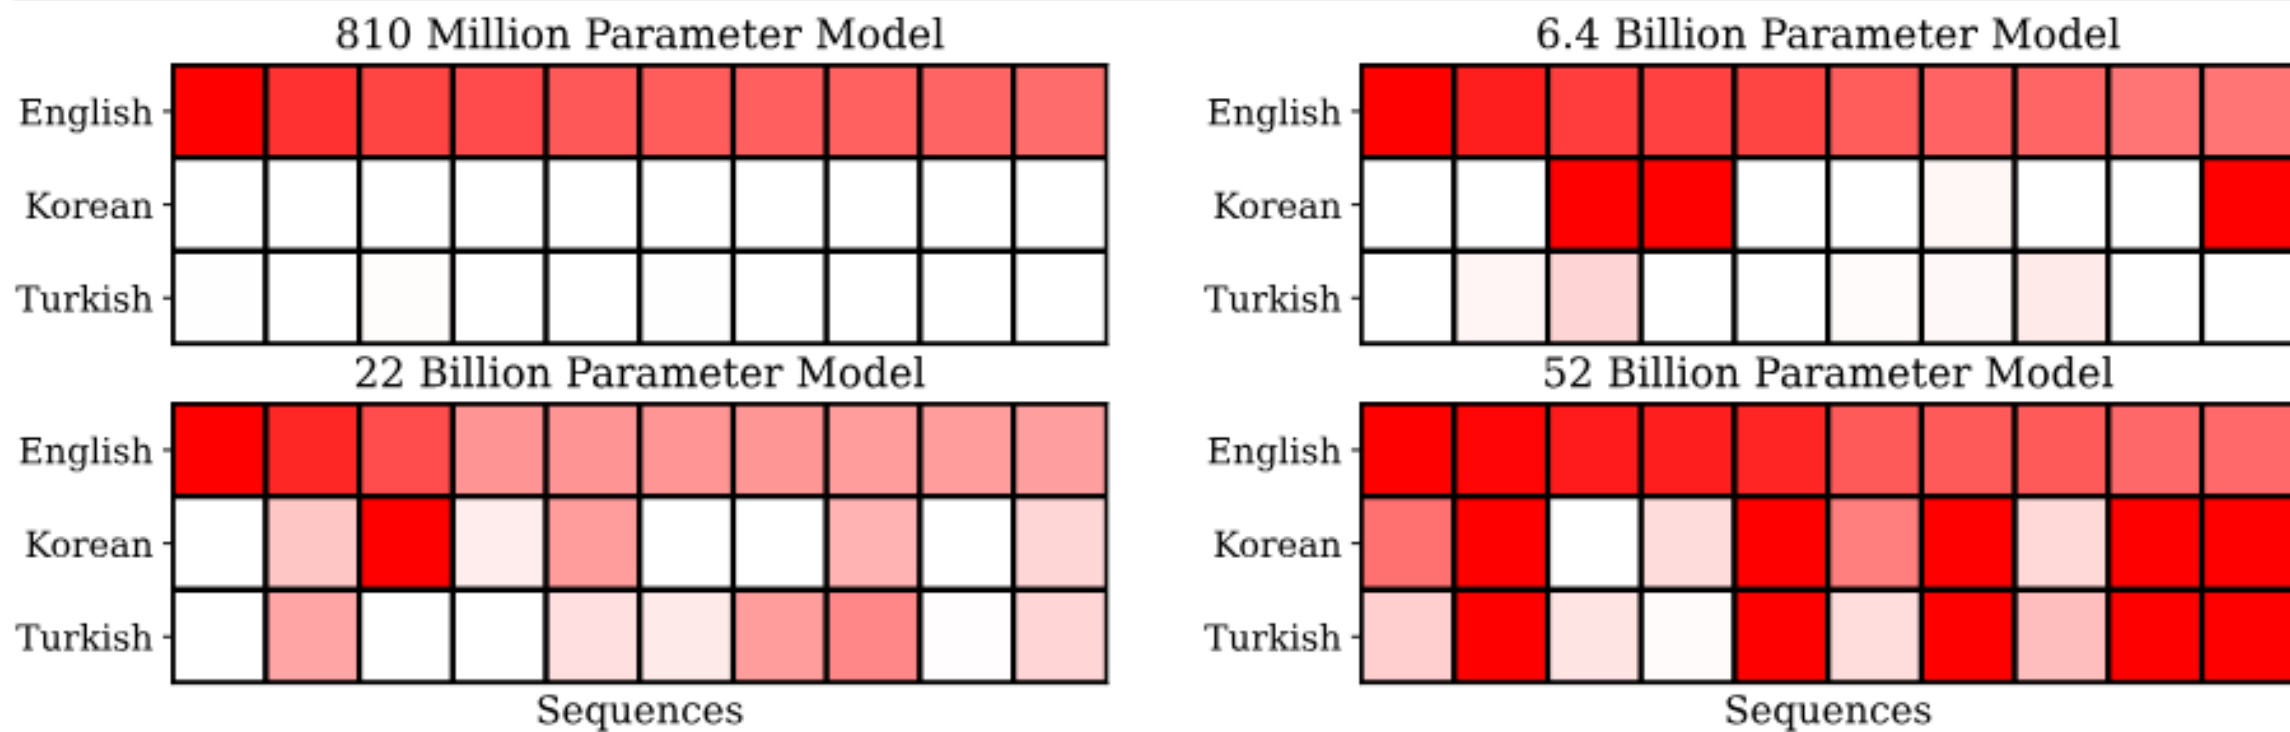 810 Million Parameter Model
English
Korean
Turkish
6.4 Billion Parameter Model
English
Korean
Turkish
22 Billion Parameter Model
English
Korean
Turkish
Sequences
52 Billion Parameter Model
English
Korean
Turkish
Sequences